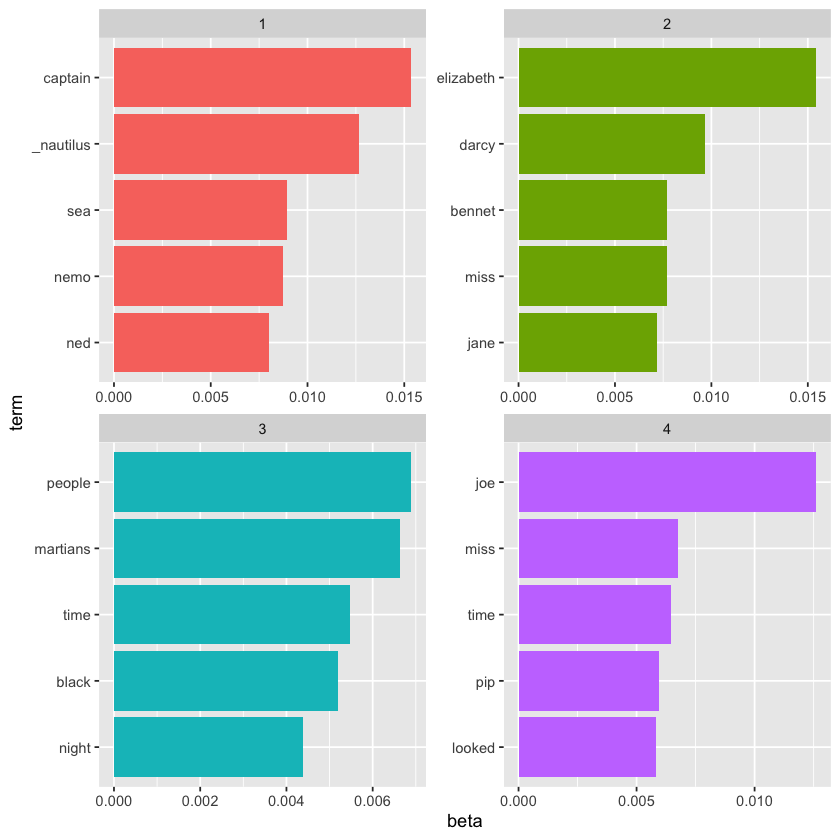 1
captain
_nautilus
sea
nemo
ned
0.000 0.005 0.010 0.015
2
elizabeth
darcy
bennet
miss
jane
0.000 0.005 0.010 0.015
term
3
people
martians
time
black
night
0.000 0.002 0.004 0.006
4
joe
miss
time
pip
looked
0.000 0.005 0.010
beta